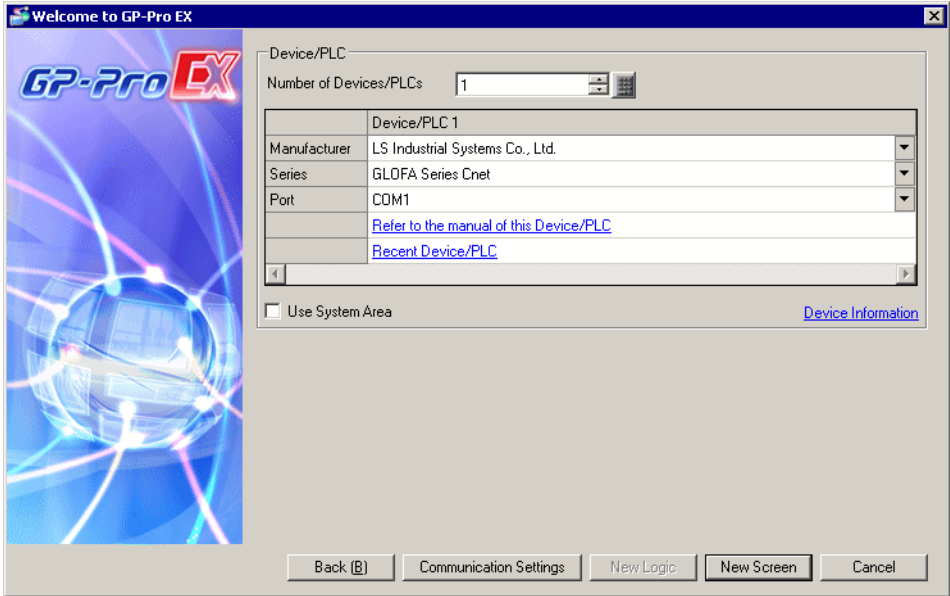 Welcome to GP-Pro EX
GP-Pro EX
Device/PLC
Number of Devices/PLCs 1
Device/PLC 1
Manufacturer LS Industrial Systems Co., Ltd.
Series GLOFA Series Cnet
Port COM1
Refer to the manual of this Device/PLC
Recent Device/PLC
Use System Area Device Information
Back (B) Communication Settings New Logic New Screen Cancel